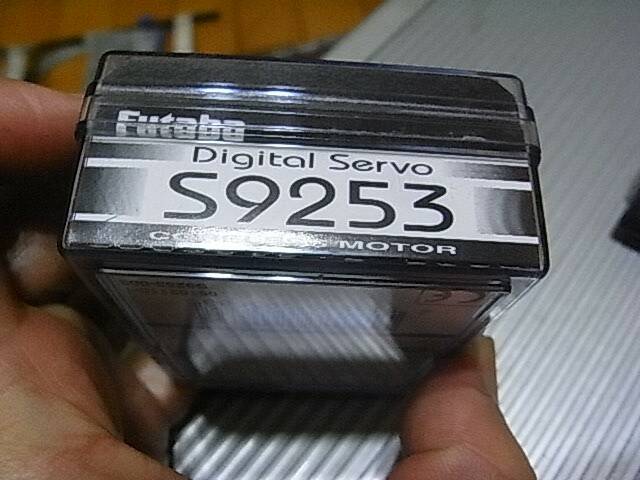 Futaba
Digital Servo
S9253
MOTOR